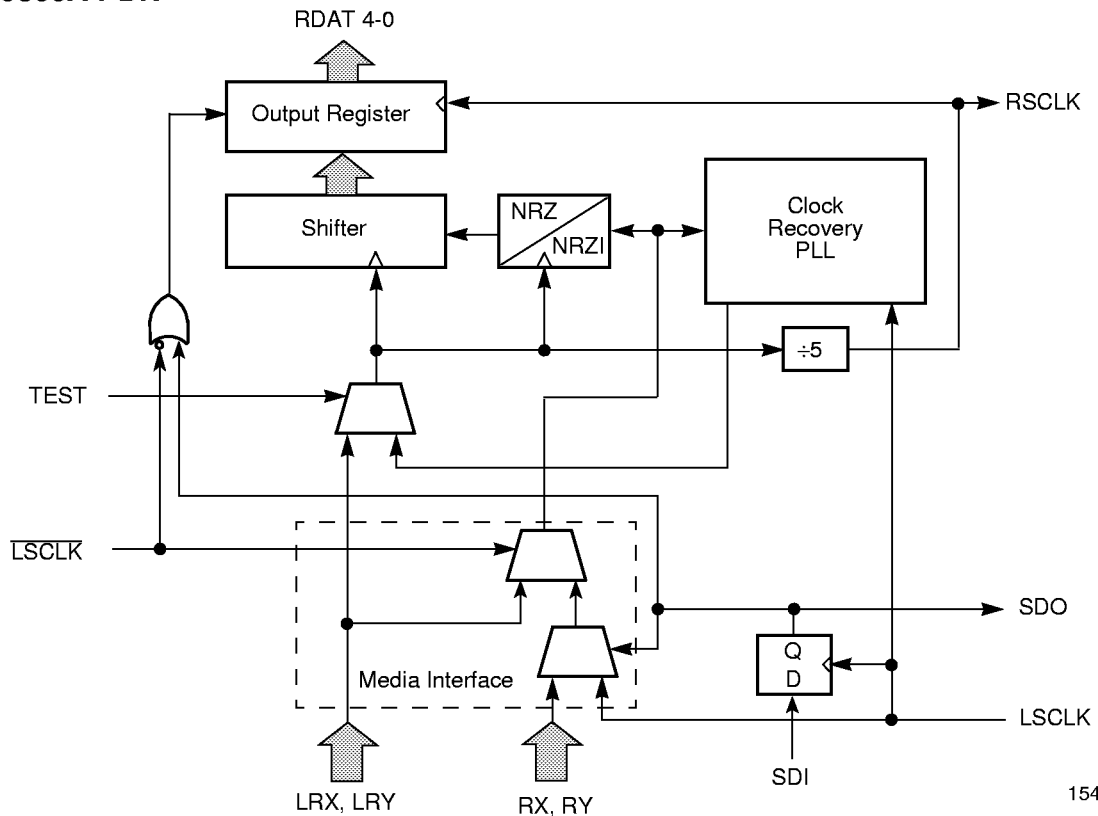 RDAT 4-0
Output Register
RSCLK
Shifter
NRZ
NRZI
Clock
Recovery
PLL
÷5
TEST
LSCLK
SDO
Q
D
Media Interface
LSCLK
SDI
LRX, LRY
RX, RY
154